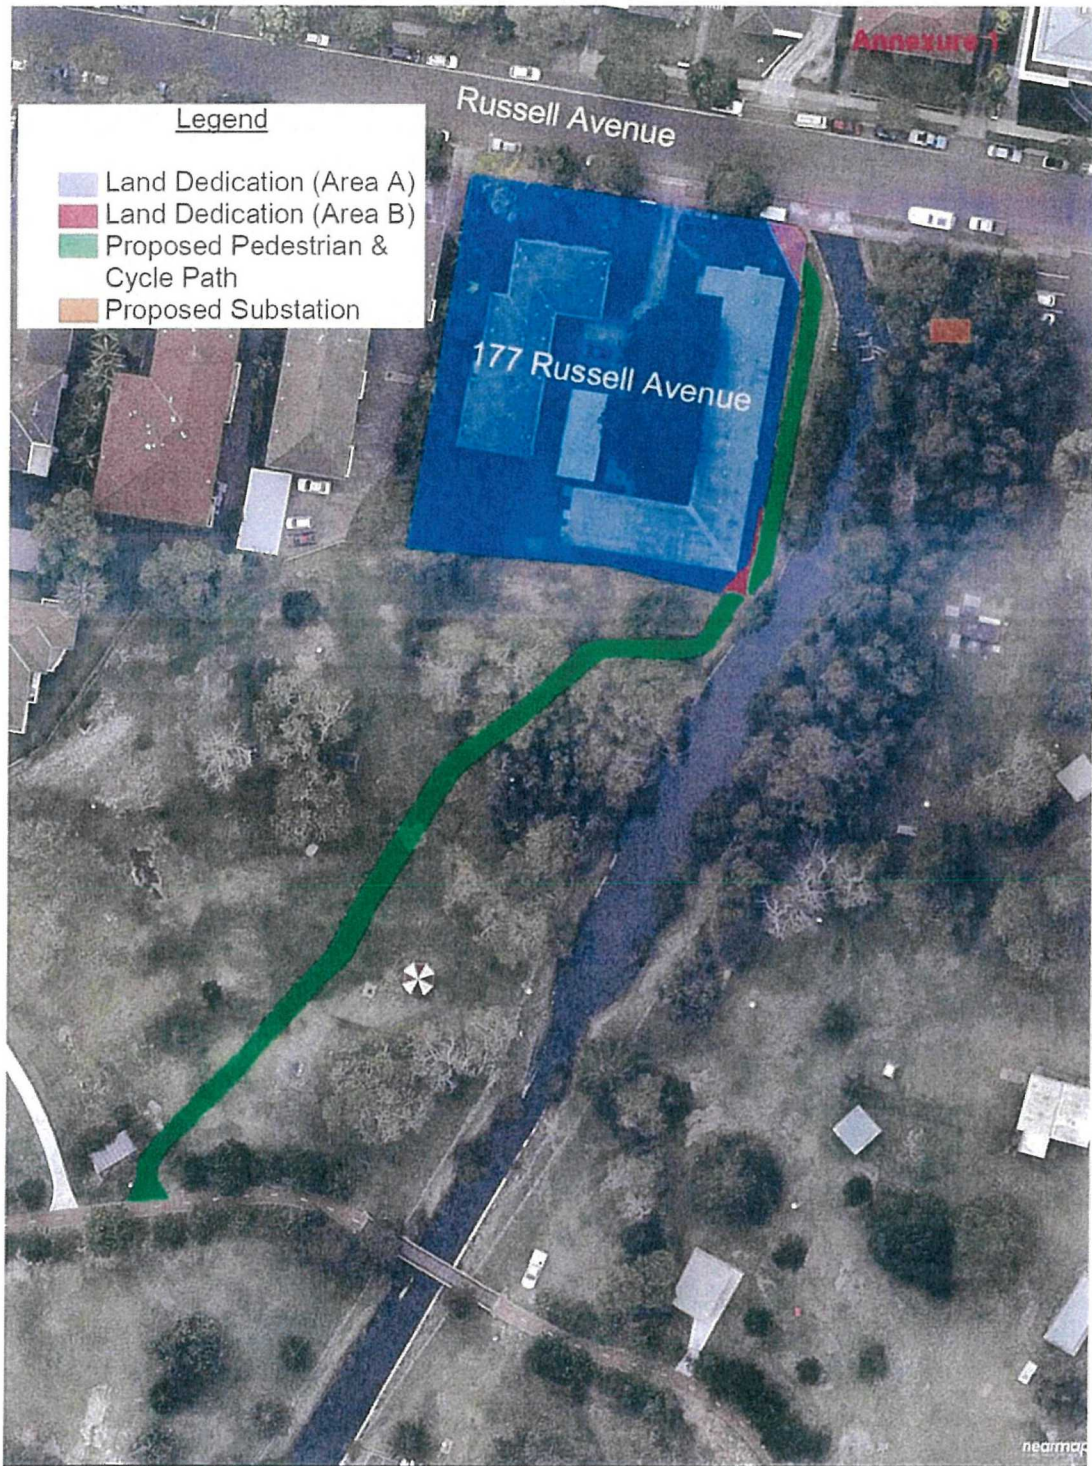 Annexure 1
Russell Avenue
Legend
Land Dedication (Area A)
Land Dedication (Area B)
Proposed Pedestrian &
Cycle Path
Proposed Substation
177 Russell Avenue
nearmap